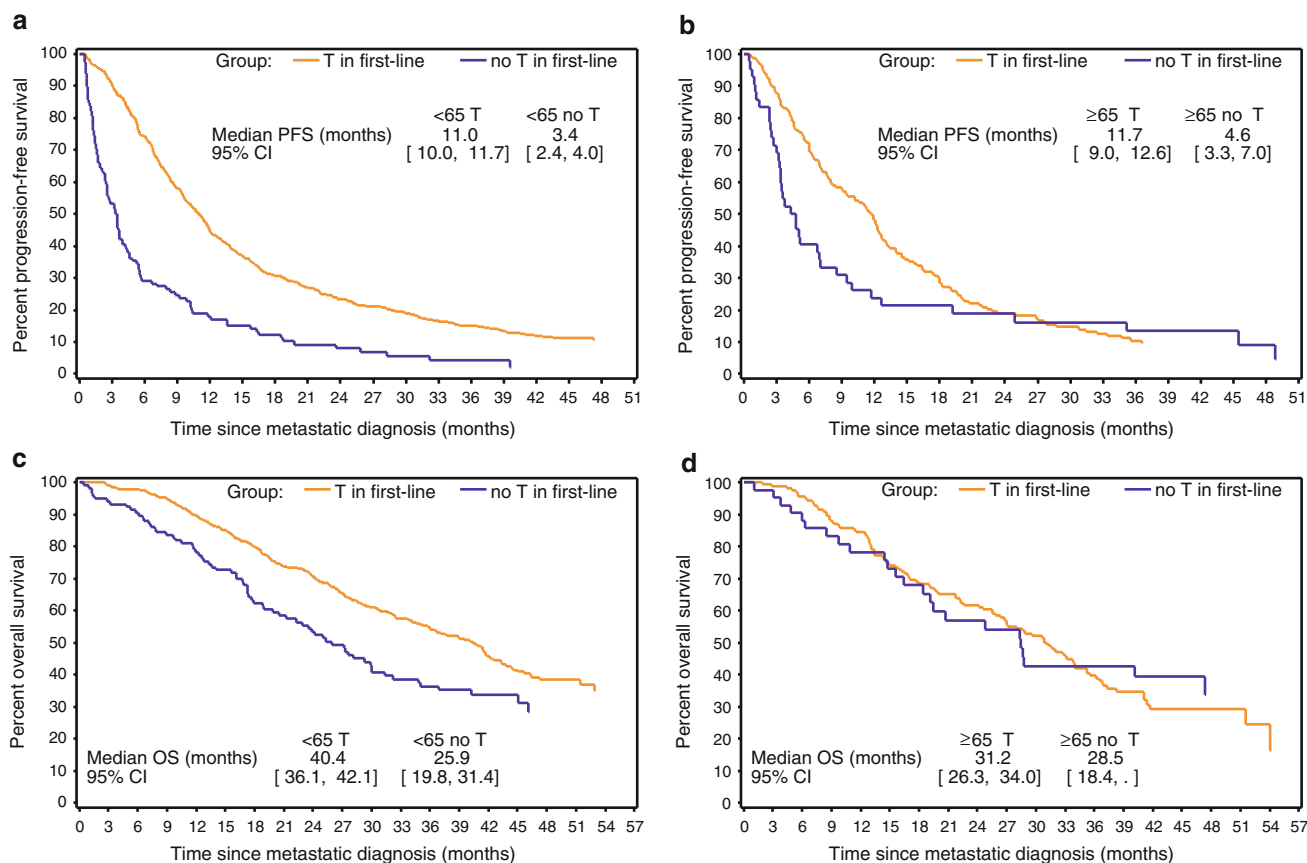 a
Group: T in first-line no T in first-line
<65 T <65 no T
Median PFS (months) 11.0 3.4
95% CI [ 10.0, 11.7] [ 2.4, 4.0]
Percent progression-free survival
100
90
80
70
60
50
40
30
20
10
0
0 3 6 9 12 15 18 21 24 27 30 33 36 39 42 45 48 51
Time since metastatic diagnosis (months)
b
Group: T in first-line no T in first-line
≥65 T ≥65 no T
Median PFS (months) 11.7 4.6
95% CI [ 9.0, 12.6] [ 3.3, 7.0]
Percent progression-free survival
100
90
80
70
60
50
40
30
20
10
0
0 3 6 9 12 15 18 21 24 27 30 33 36 39 42 45 48 51
Time since metastatic diagnosis (months)
c
Group: T in first-line no T in first-line
Percent overall survival
100
90
80
70
60
50
40
30
20
10
0
<65 T <65 no T
Median OS (months) 40.4 25.9
95% CI [ 36.1, 42.1] [ 19.8, 31.4]
0 3 6 9 12 15 18 21 24 27 30 33 36 39 42 45 48 51 54 57
Time since metastatic diagnosis (months)
d
Group: T in first-line no T in first-line
Percent overall survival
100
90
80
70
60
50
40
30
20
10
0
≥65 T ≥65 no T
Median OS (months) 31.2 28.5
95% CI [ 26.3, 34.0] [ 18.4, . ]
0 3 6 9 12 15 18 21 24 27 30 33 36 39 42 45 48 51 54 57
Time since metastatic diagnosis (months)